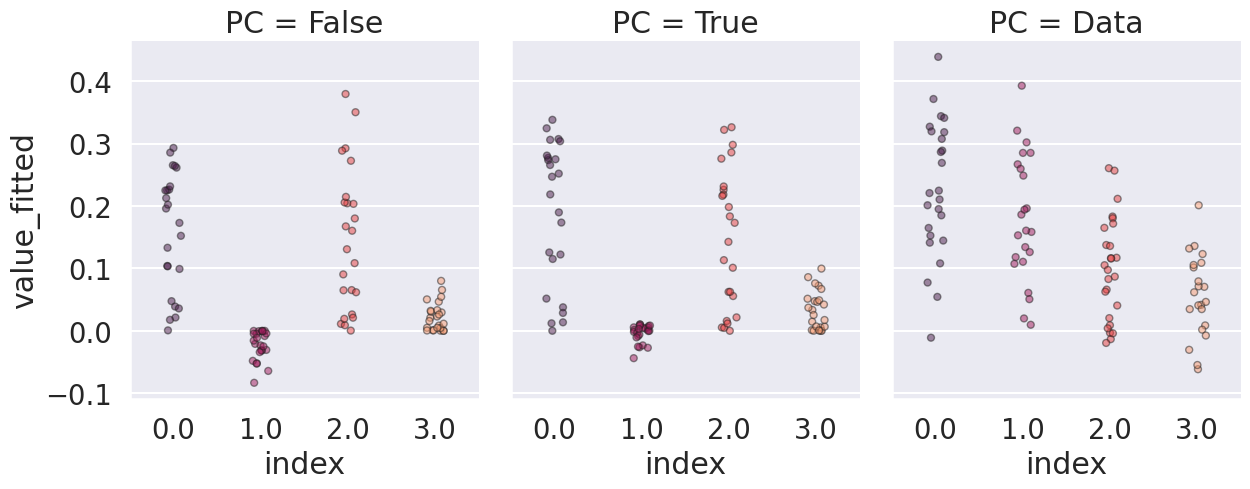 PC = False
PC = True
PC = Data
value_fitted
0.4
0.3
0.2
0.1
0.0
−0.1
0.0 1.0 2.0 3.0
0.0 1.0 2.0 3.0
0.0 1.0 2.0 3.0
index
index
index